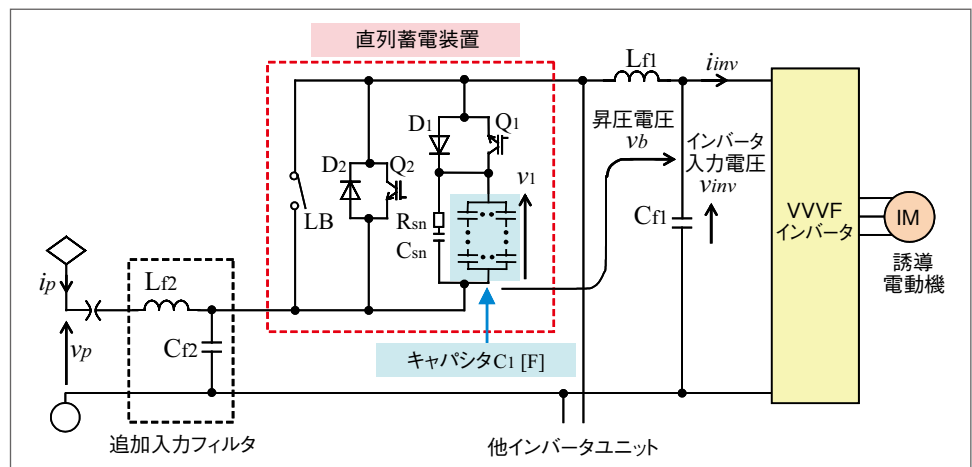 直列蓄電装置
Lf1
iinv
D1
Q1
昇圧電圧
vb
インバータ
入力電圧
vinv
D2
Q2
v1
LB
Rsn
Csn
Cf1
VVVF
インバータ
IM
誘導
電動機
ip
Lf2
vp
Cf2
キャパシタC1 [F]
追加入力フィルタ
他インバータユニット